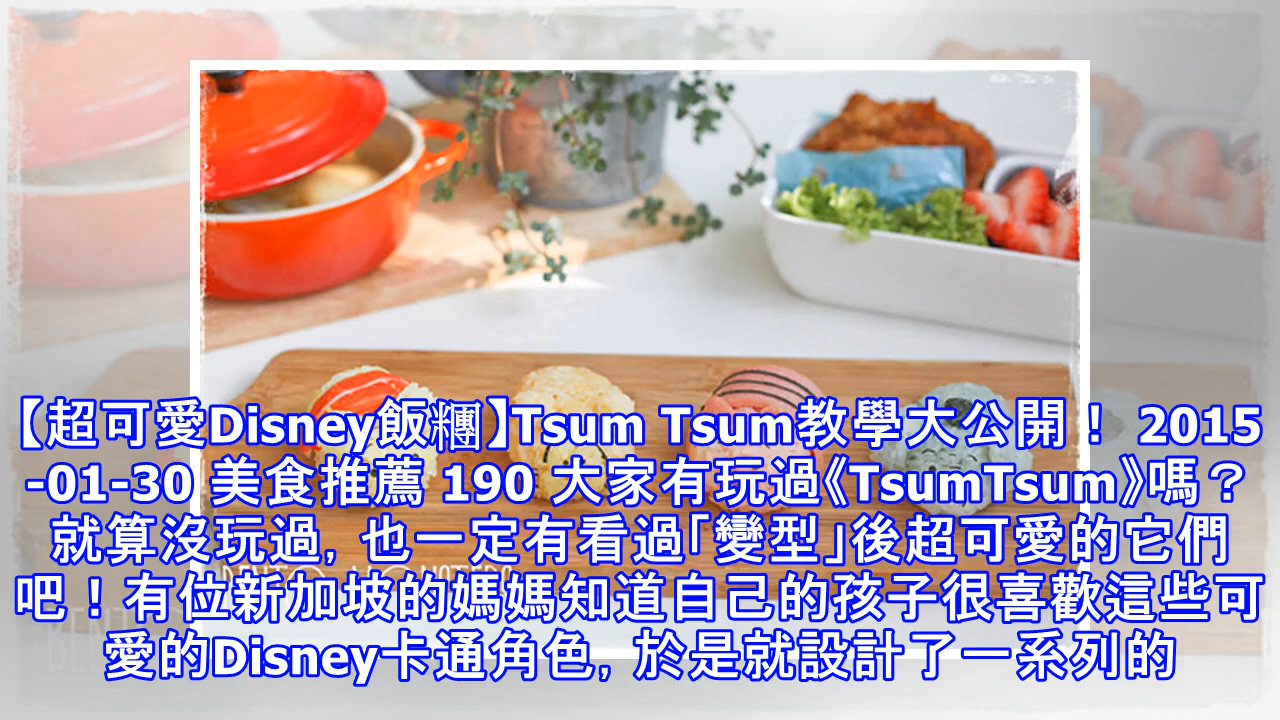 【超可愛Disney飯糰】Tsum Tsum教學大公開！ 2015
-01-30 美食推薦 190 大家有玩過《TsumTsum》嗎？
就算沒玩過，也一定有看過「變型」後超可愛的它們
吧！有位新加坡的媽媽知道自己的孩子很喜歡這些可
愛的Disney卡通角色，於是就設計了一系列的